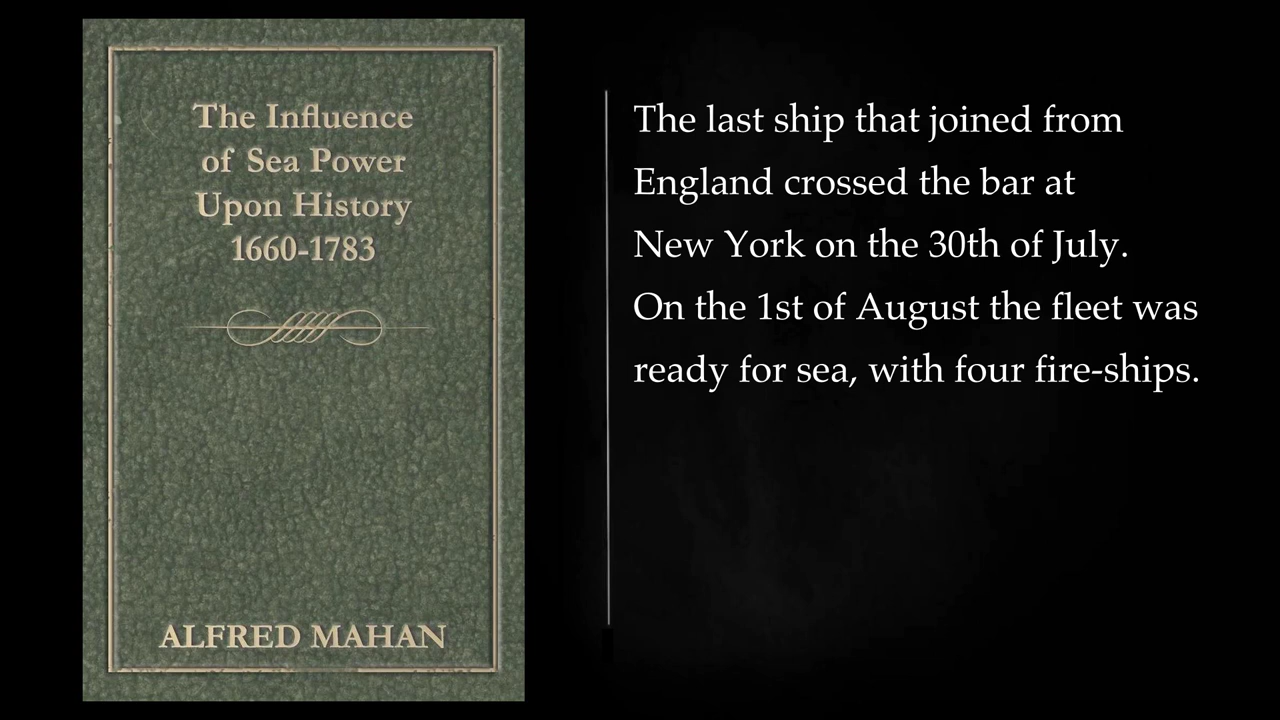 The Influence
of Sea Power
Upon History
1660-1783
ALFRED MAHAN
The last ship that joined from
England crossed the bar at
New York on the 30th of July.
On the 1st of August the fleet was
ready for sea, with four fire-ships.